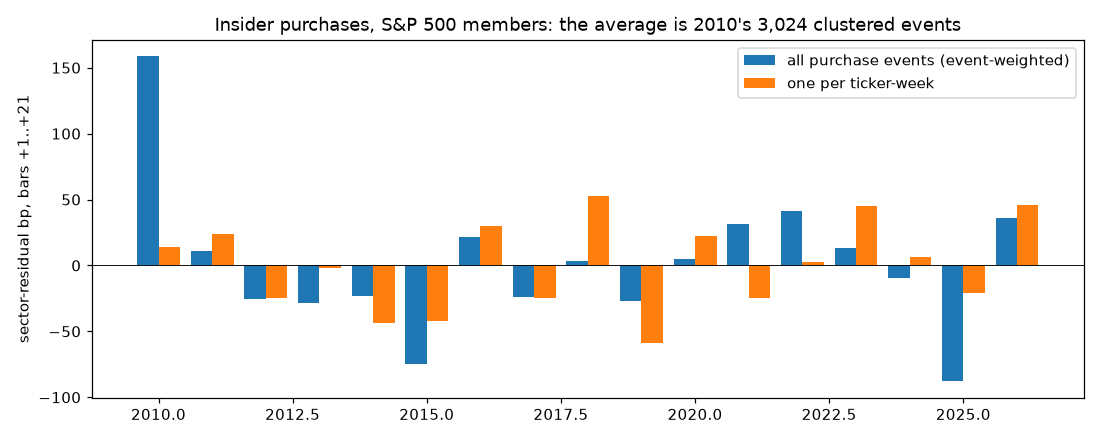 Insider purchases, S&P 500 members: the average is 2010's 3,024 clustered events
all purchase events (event-weighted)
one per ticker-week
sector-residual bp, bars +1..+21
150
100
50
0
−50
−100
2010.0 2012.5 2015.0 2017.5 2020.0 2022.5 2025.0